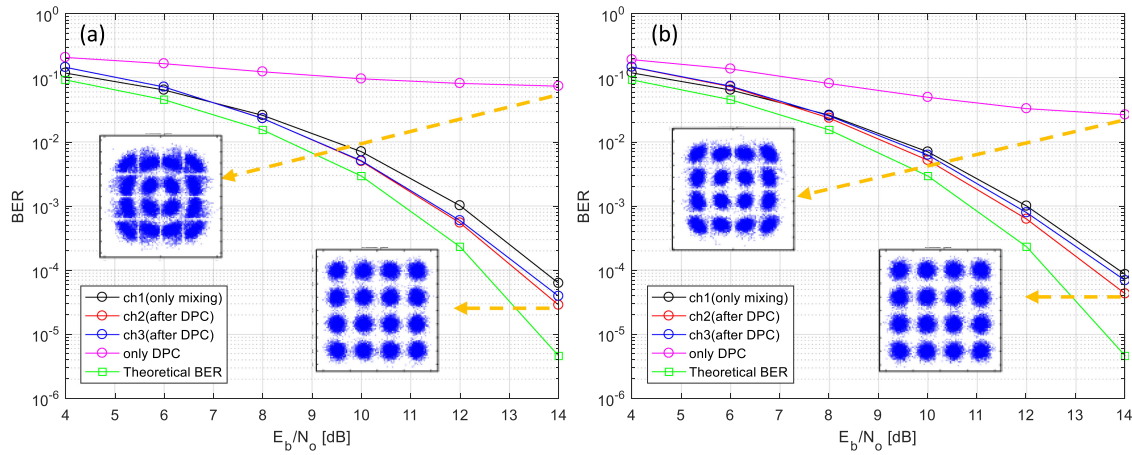 (a)
10^0
10^-1
10^-2
10^-3
10^-4
10^-5
10^-6
BER
ch1(only mixing)
ch2(after DPC)
ch3(after DPC)
only DPC
Theoretical BER
4 5 6 7 8 9 10 11 12 13 14
E_b/N_o [dB]
(b)
10^0
10^-1
10^-2
10^-3
10^-4
10^-5
10^-6
BER
ch1(only mixing)
ch2(after DPC)
ch3(after DPC)
only DPC
Theoretical BER
4 5 6 7 8 9 10 11 12 13 14
E_b/N_o [dB]